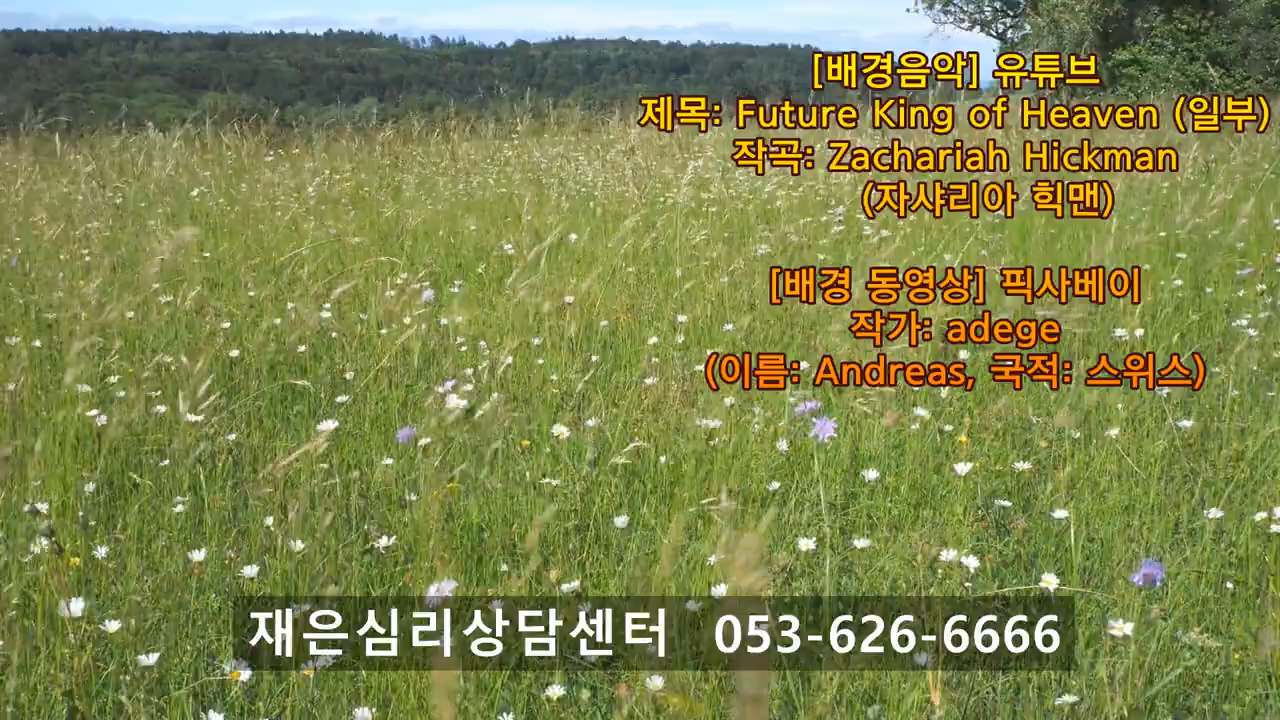 [배경음악] 유튜브
제목: Future King of Heaven (일부)
작곡: Zachariah Hickman
(자샤리아 힉맨)
[배경 동영상] 픽사베이
작가: adege
(이름: Andreas, 국적: 스위스)
재은심리상담센터 053-626-6666